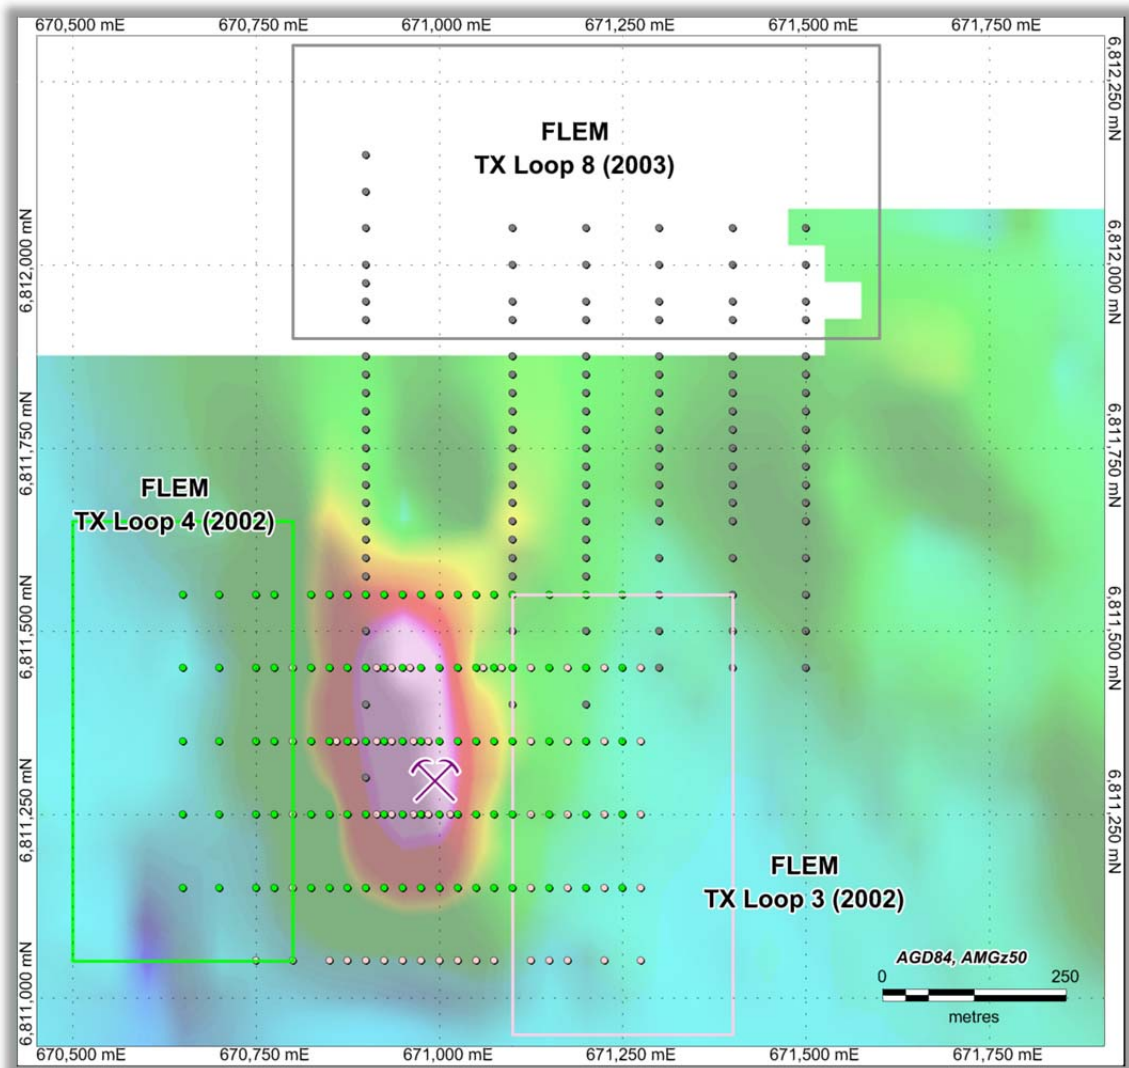 670,500 mE 670,750 mE 671,000 mE 671,250 mE 671,500 mE 671,750 mE
6,812,250 mN
FLEM
TX Loop 8 (2003)
6,812,000 mN 6,812,000 mN
6,811,750 mN 6,811,750 mN
FLEM
TX Loop 4 (2002)
6,811,500 mN 6,811,500 mN
6,811,250 mN 6,811,250 mN
FLEM
TX Loop 3 (2002)
AGD84, AMGz50
0 250
metres
6,811,000 mN 6,811,000 mN
670,500 mE 670,750 mE 671,000 mE 671,250 mE 671,500 mE 671,750 mE